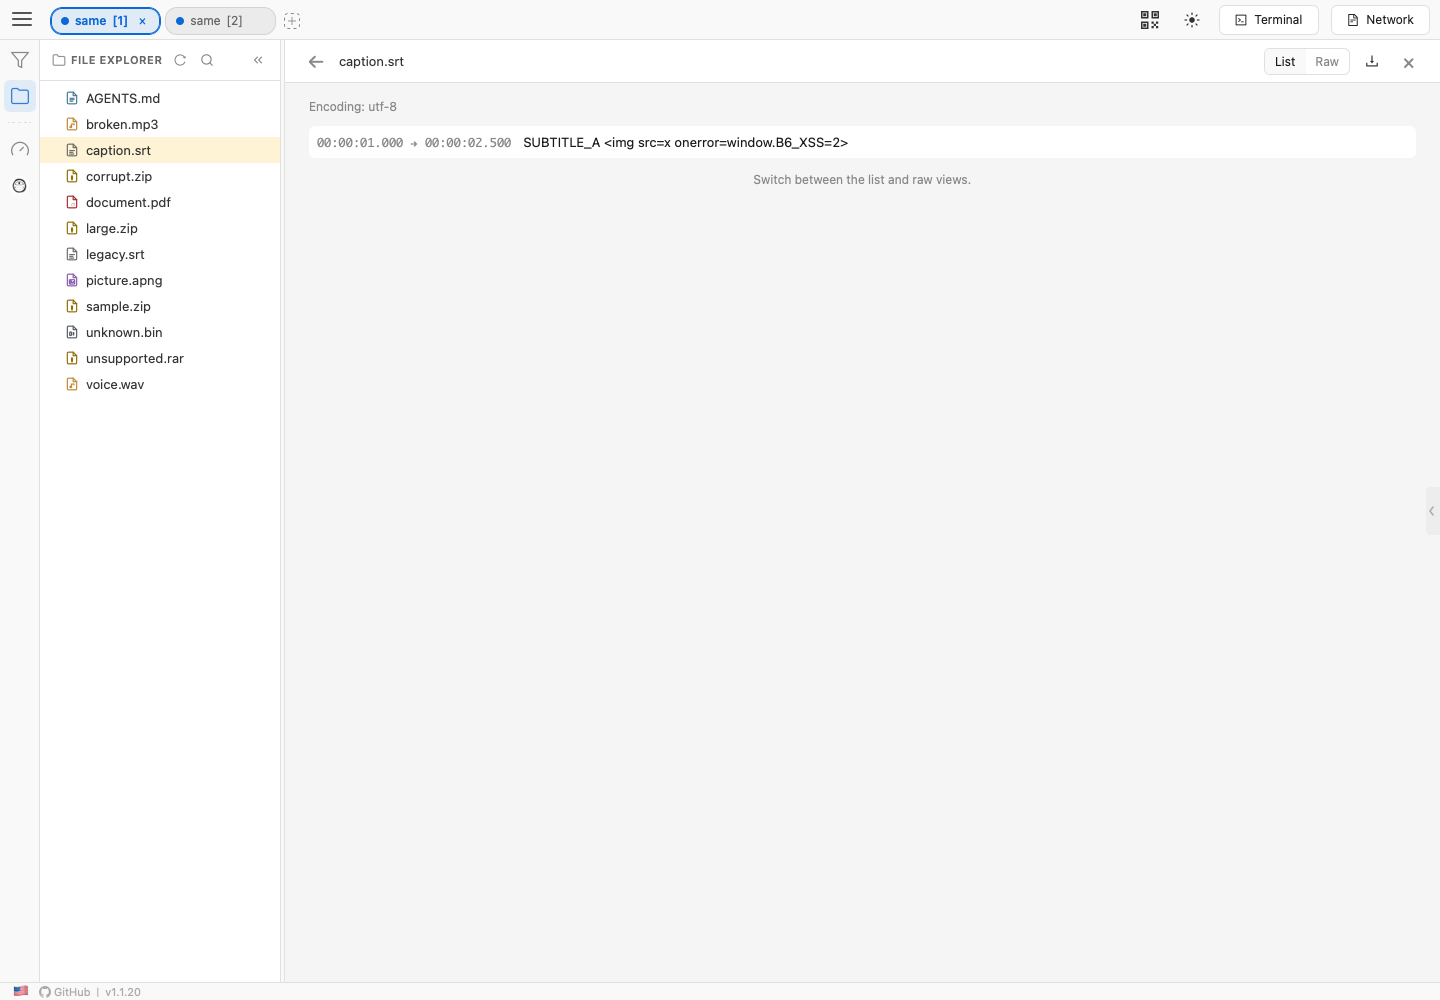 same [1] ×
same [2]
Terminal
Network
FILE EXPLORER
caption.srt
List
Raw
AGENTS.md
broken.mp3
caption.srt
corrupt.zip
document.pdf
large.zip
legacy.srt
picture.apng
sample.zip
unknown.bin
unsupported.rar
voice.wav
Encoding: utf-8
00:00:01.000 → 00:00:02.500 SUBTITLE_A <img src=x onerror=window.B6_XSS=2>
Switch between the list and raw views.
GitHub | v1.1.20